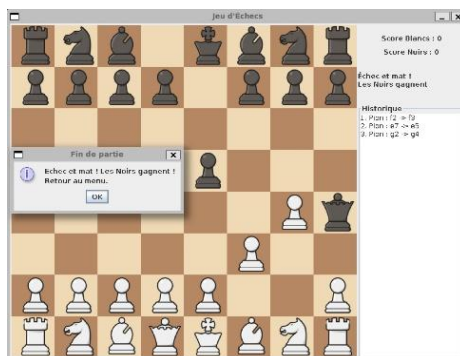 Jeu d'Échecs
Score Blancs : 0
Score Noirs : 0
Échec et mat !
Les Noirs gagnent
Historique
1. Pion : f2 -> f3
2. Pion : e7 -> e5
3. Pion : g2 -> g4
Fin de partie
Echec et mat ! Les Noirs gagnent !
Retour au menu.
OK